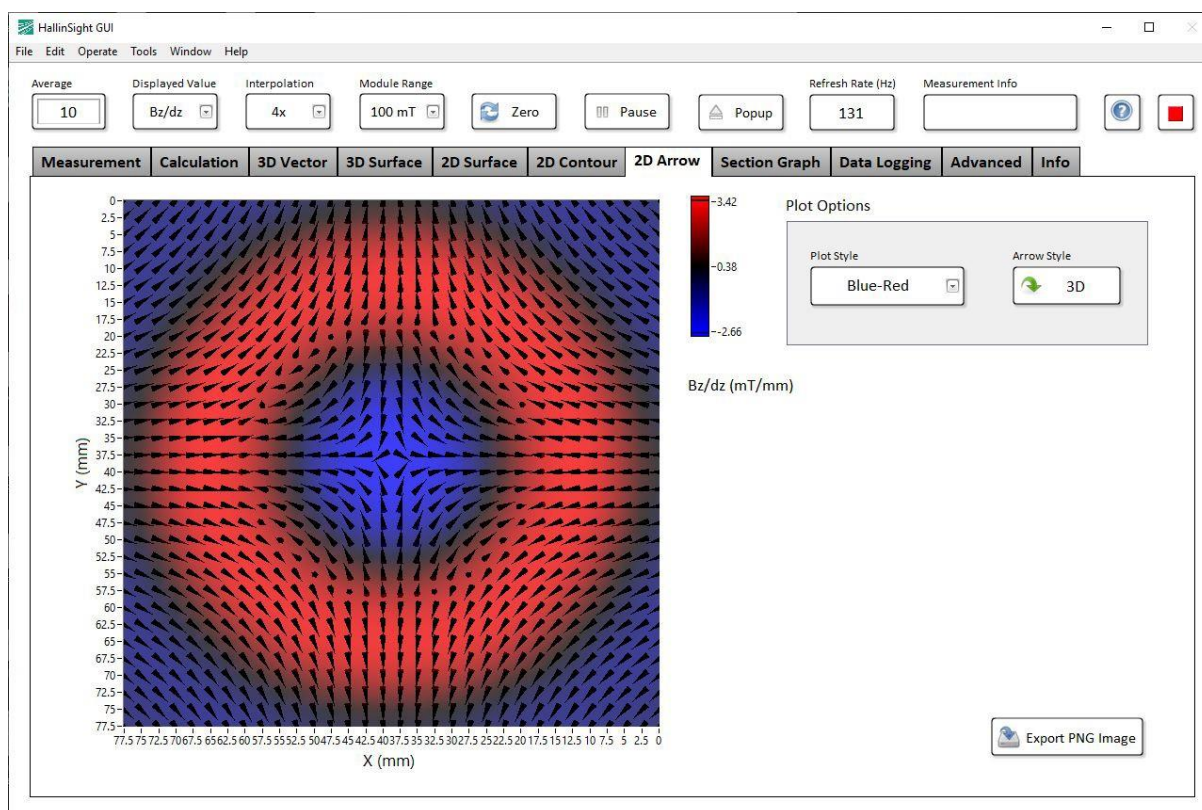 HallinSight GUI
File Edit Operate Tools Window Help
Average Displayed Value Interpolation Module Range Refresh Rate (Hz) Measurement Info
10 Bz/dz 4x 100 mT Zero Pause Popup 131
Measurement Calculation 3D Vector 3D Surface 2D Surface 2D Contour 2D Arrow Section Graph Data Logging Advanced Info
Plot Options
Plot Style Arrow Style
Blue-Red 3D
3.42
0.38
-2.66
Bz/dz (mT/mm)
0
2.5
5
7.5
10
12.5
15
17.5
20
22.5
25
27.5
30
32.5
35
37.5
40
42.5
45
47.5
50
52.5
55
57.5
60
62.5
65
67.5
70
72.5
75
77.5
Y (mm)
77.5 75 72.5 70 67.5 65 62.5 60 57.5 55 52.5 50 47.5 45 42.5 40 37.5 35 32.5 30 27.5 25 22.5 20 17.5 15 12.5 10 7.5 5 2.5 0
X (mm)
Export PNG Image